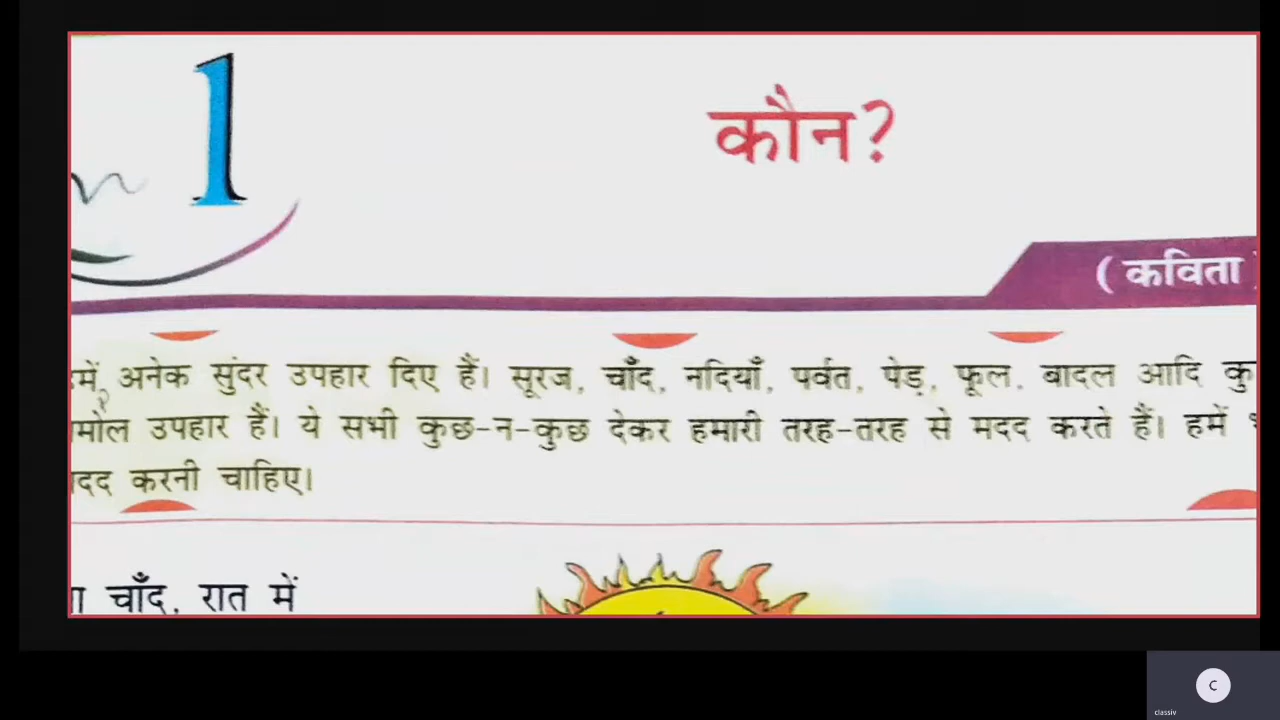 1
कौन?
( कविता )
अनेक सुंदर उपहार दिए हैं। सूरज, चाँद, नदियाँ, पर्वत, पेड़, फूल, बादल आदि
उपहार हैं। ये सभी कुछ-न-कुछ देकर हमारी तरह-तरह से मदद करते हैं। हमें
करनी चाहिए।
चाँद, रात में
C
classiv